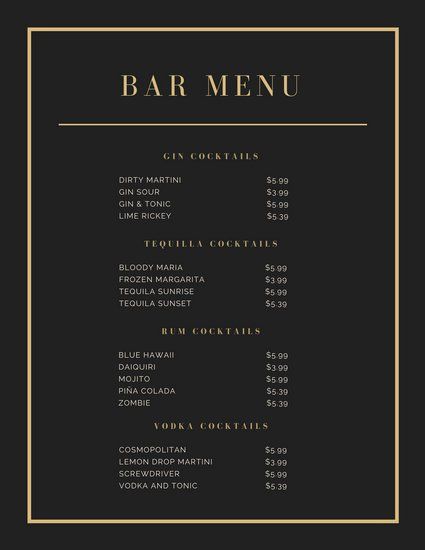 BAR MENU
GIN COCKTAILS
DIRTY MARTINI $5.99
GIN SOUR $3.99
GIN & TONIC $5.99
LIME RICKEY $5.39
TEQUILLA COCKTAILS
BLOODY MARIA $5.99
FROZEN MARGARITA $3.99
TEQUILA SUNRISE $5.99
TEQUILA SUNSET $5.39
RUM COCKTAILS
BLUE HAWAII $5.99
DAIQUIRI $3.99
MOJITO $5.99
PIÑA COLADA $5.39
ZOMBIE $5.39
VODKA COCKTAILS
COSMOPOLITAN $5.99
LEMON DROP MARTINI $3.99
SCREWDRIVER $5.99
VODKA AND TONIC $5.39